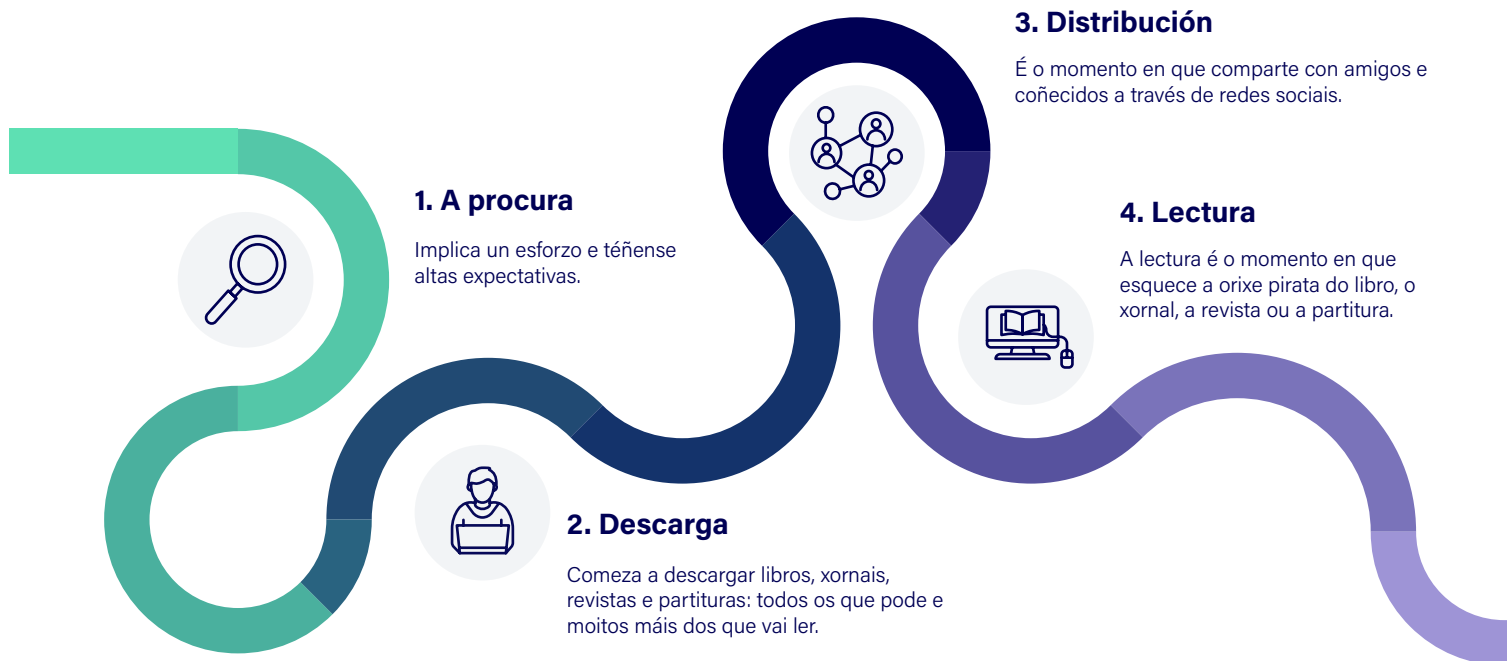 1. A procura
Implica un esforzo e téñense
altas expectativas.
2. Descarga
Comeza a descargar libros, xornais,
revistas e partituras: todos os que pode e
moitos máis dos que vai ler.
3. Distribución
É o momento en que comparte con amigos e
coñecidos a través de redes sociais.
4. Lectura
A lectura é o momento en que
esquece a orixe pirata do libro, o
xornal, a revista ou a partitura.